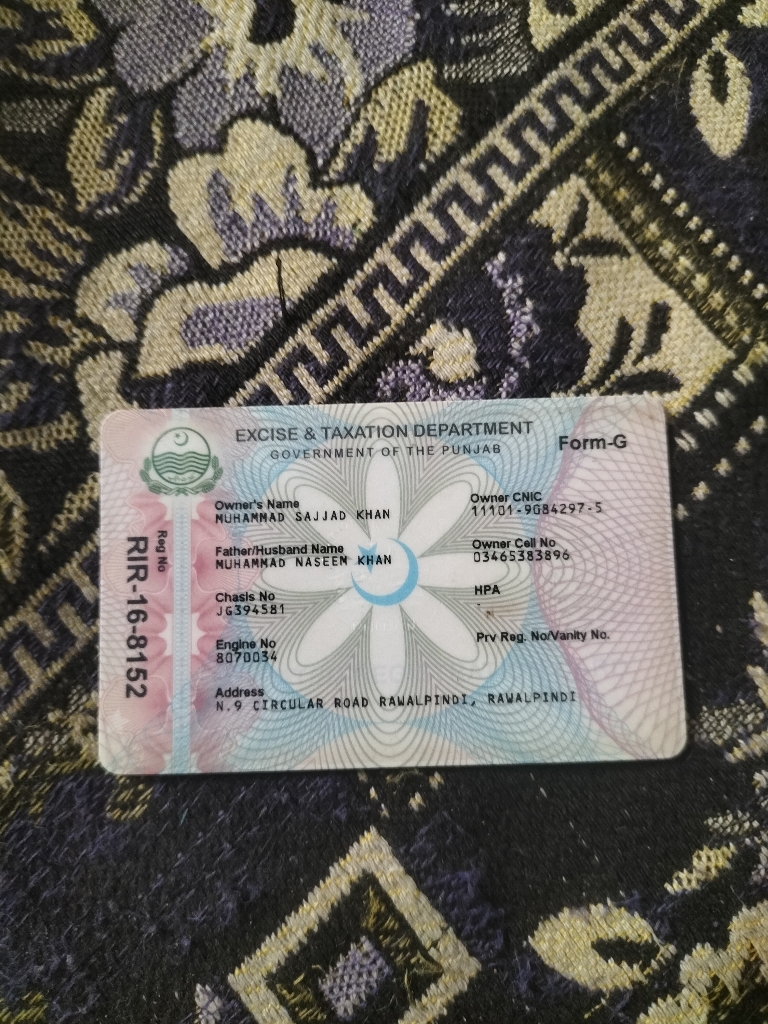 EXCISE & TAXATION DEPARTMENT
GOVERNMENT OF THE PUNJAB
Form-G
Owner's Name
MUHAMMAD SAJJAD KHAN
Owner CNIC
11101-9084297-5
Father/Husband Name
MUHAMMAD NASEEM KHAN
Owner Cell No
03465383896
Chasis No
JG394581
HPA
-
Engine No
8070034
Prv Reg. No/Vanity No.
Address
N.9 CIRCULAR ROAD RAWALPINDI, RAWALPINDI
Reg No
RIR-16-8152